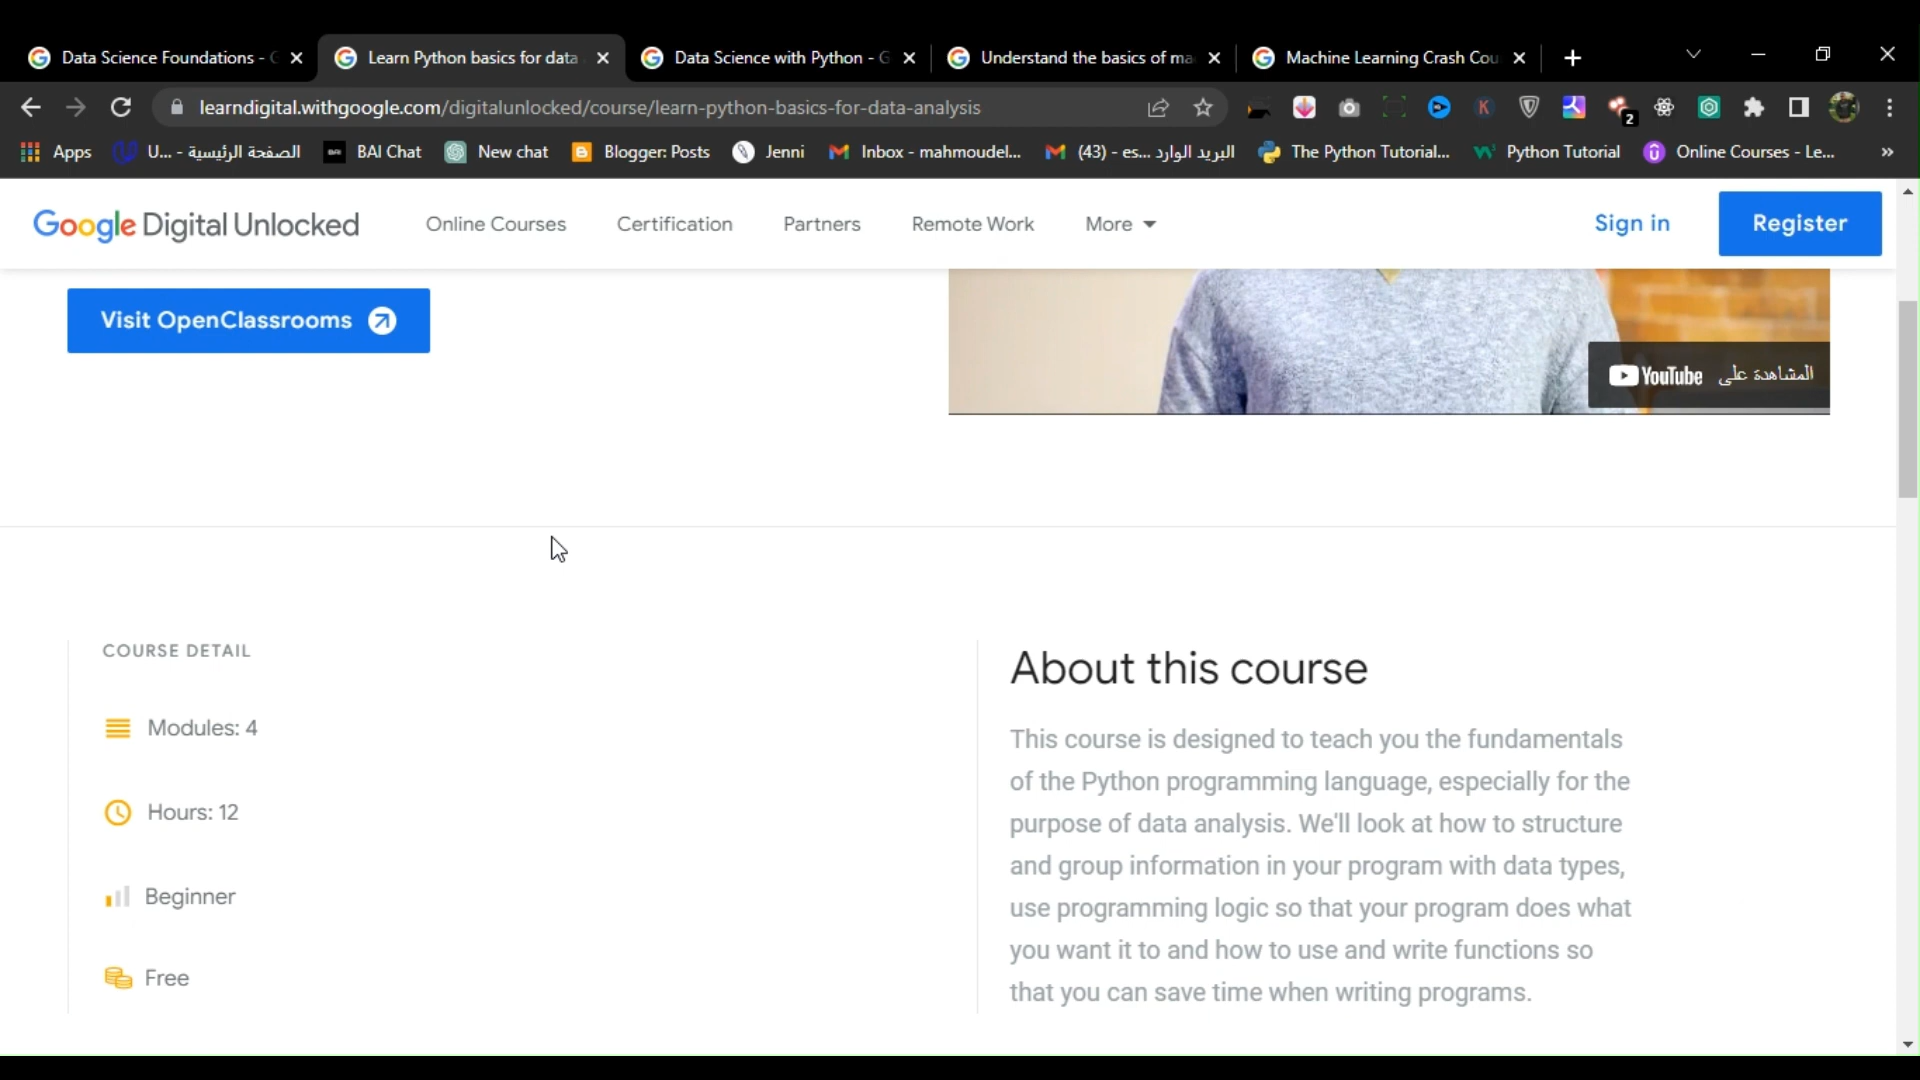 Data Science Foundations - G
Learn Python basics for data
Data Science with Python - G
Understand the basics of ma
Machine Learning Crash Cou
learndigital.withgoogle.com/digitalunlocked/course/learn-python-basics-for-data-analysis
2
Apps
الصفحة الرئيسية - ...U
BAI Chat
New chat
Blogger: Posts
Jenni
Inbox - mahmoudel...
البريد الوارد (43) - es...
The Python Tutorial...
Python Tutorial
Online Courses - Le...
Google Digital Unlocked
Online Courses
Certification
Partners
Remote Work
More
Sign in
Register
Visit OpenClassrooms
المشاهدة على YouTube
COURSE DETAIL
Modules: 4
Hours: 12
Beginner
Free
About this course
This course is designed to teach you the fundamentals
of the Python programming language, especially for the
purpose of data analysis. We'll look at how to structure
and group information in your program with data types,
use programming logic so that your program does what
you want it to and how to use and write functions so
that you can save time when writing programs.